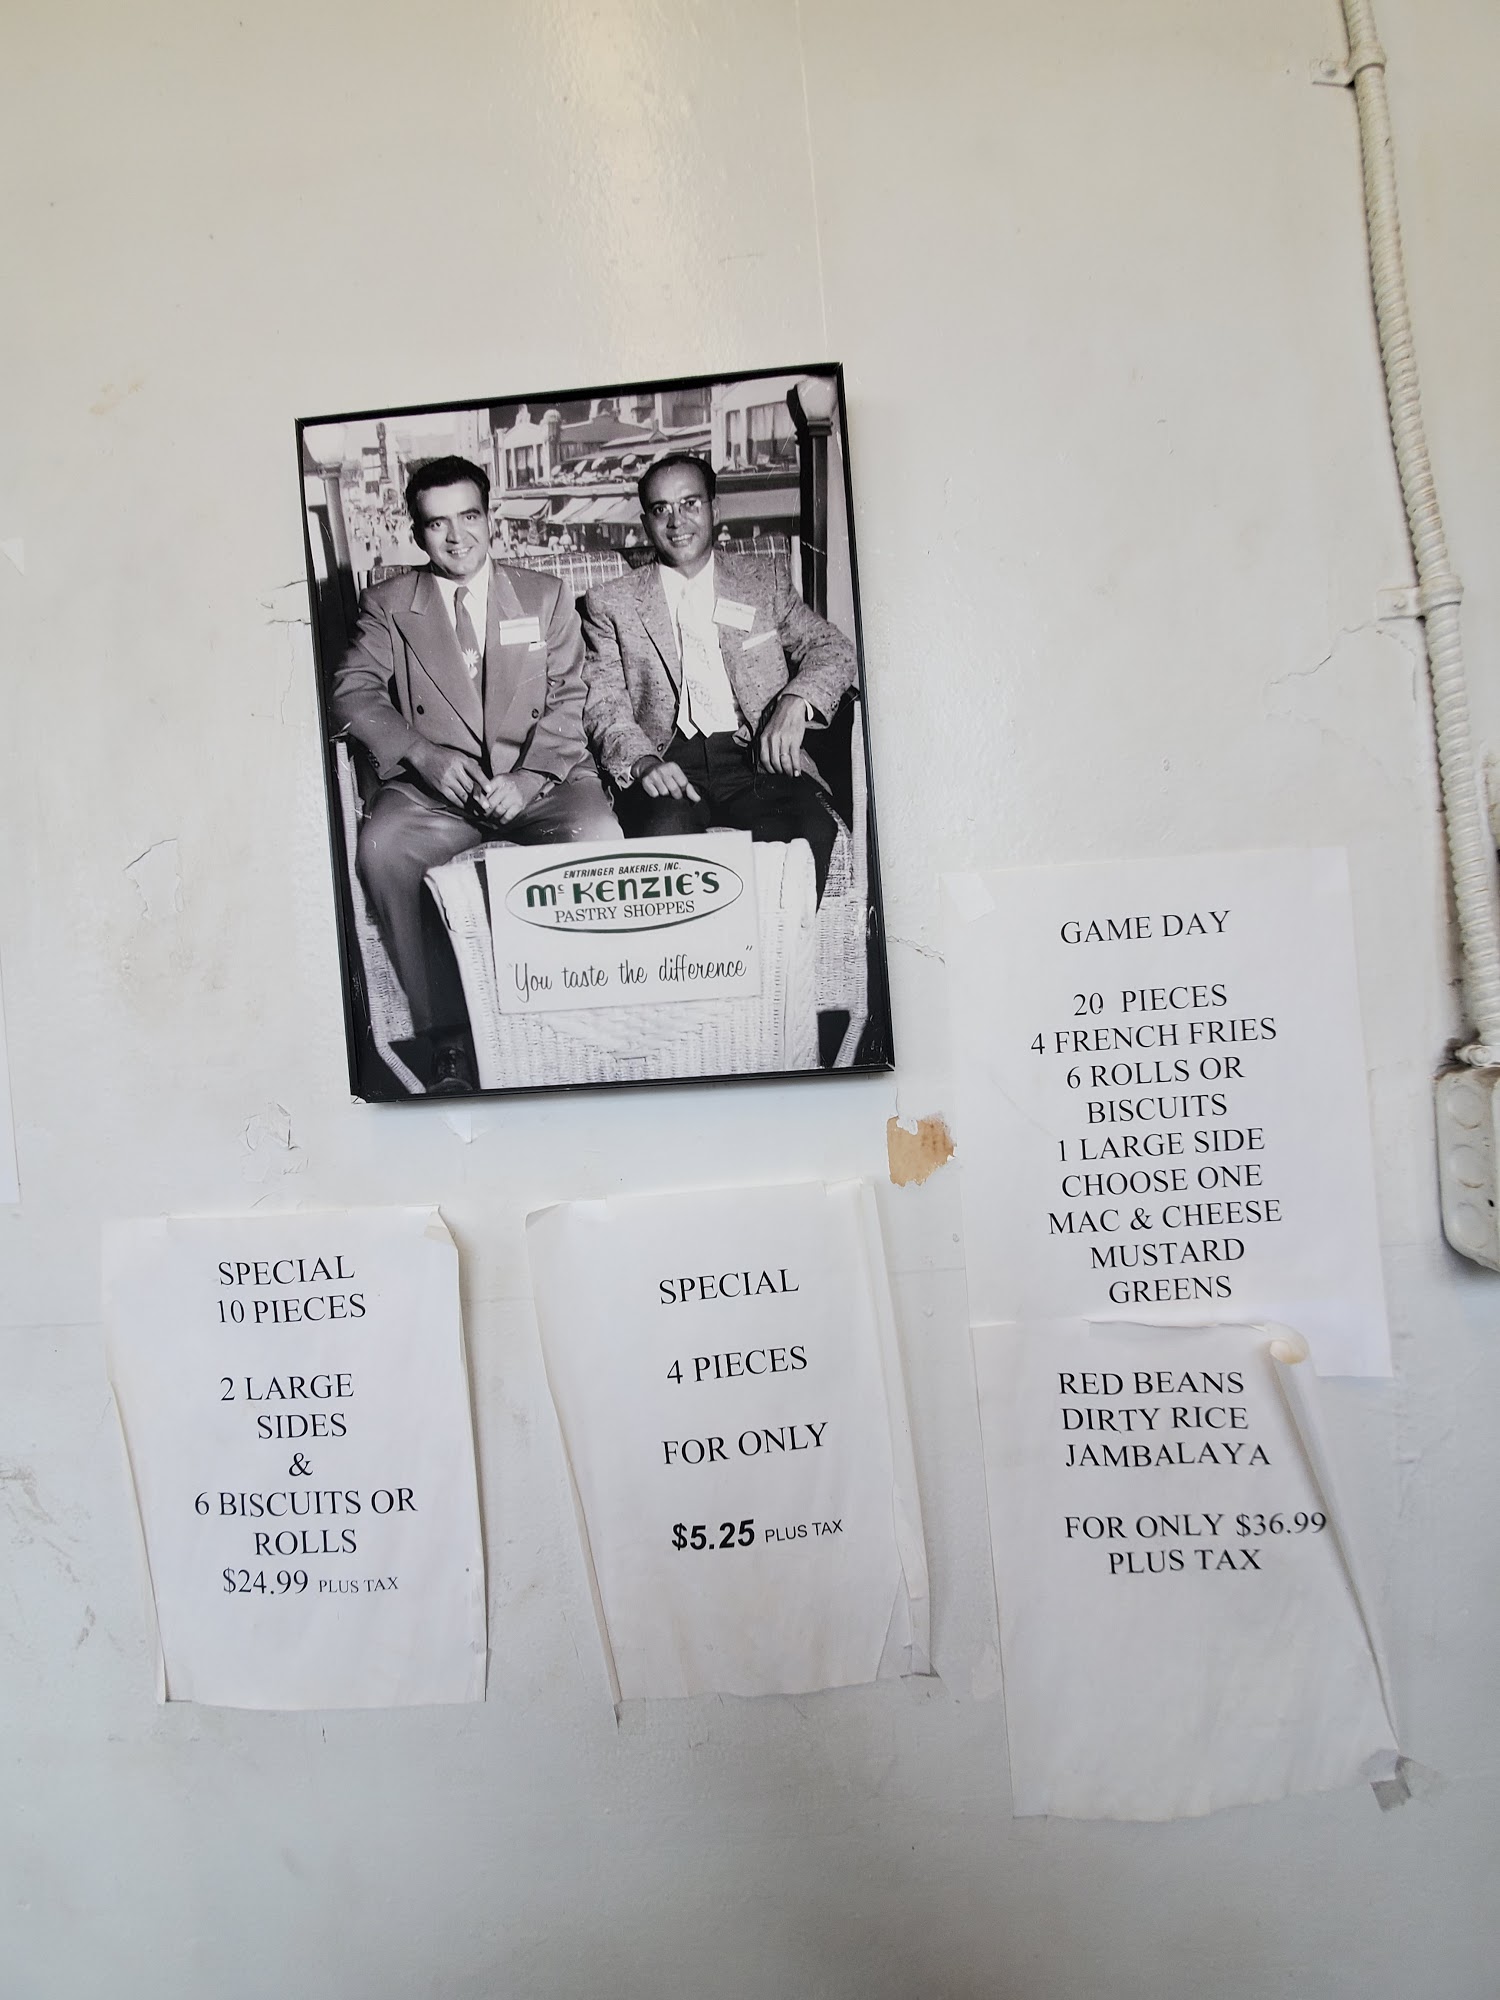 ENTRINGER BAKERIES, INC.
McKENZIE'S
PASTRY SHOPPES
"You taste the difference"
SPECIAL
10 PIECES
2 LARGE
SIDES
&
6 BISCUITS OR
ROLLS
$24.99 PLUS TAX
SPECIAL
4 PIECES
FOR ONLY
$5.25 PLUS TAX
GAME DAY
20 PIECES
4 FRENCH FRIES
6 ROLLS OR
BISCUITS
1 LARGE SIDE
CHOOSE ONE
MAC & CHEESE
MUSTARD
GREENS
RED BEANS
DIRTY RICE
JAMBALAYA
FOR ONLY $36.99
PLUS TAX